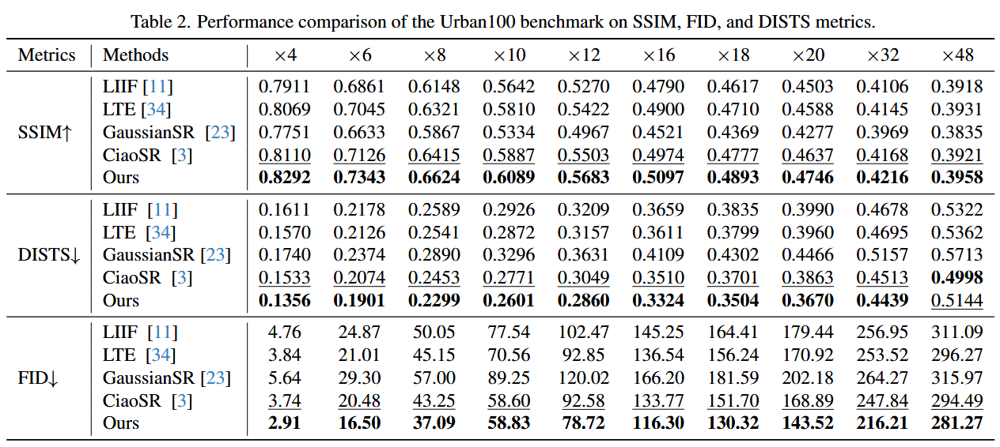 Table 2. Performance comparison of the Urban100 benchmark on SSIM, FID, and DISTS metrics.
Metrics Methods ×4 ×6 ×8 ×10 ×12 ×16 ×18 ×20 ×32 ×48
LIIF [11] 0.7911 0.6861 0.6148 0.5642 0.5270 0.4790 0.4617 0.4503 0.4106 0.3918
LTE [34] 0.8069 0.7045 0.6321 0.5810 0.5422 0.4900 0.4710 0.4588 0.4145 0.3931
SSIM↑ GaussianSR [23] 0.7751 0.6633 0.5867 0.5334 0.4967 0.4521 0.4369 0.4277 0.3969 0.3835
CiaoSR [3] 0.8110 0.7126 0.6415 0.5887 0.5503 0.4974 0.4777 0.4637 0.4168 0.3921
Ours 0.8292 0.7343 0.6624 0.6089 0.5683 0.5097 0.4893 0.4746 0.4216 0.3958
LIIF [11] 0.1611 0.2178 0.2589 0.2926 0.3209 0.3659 0.3835 0.3990 0.4678 0.5322
LTE [34] 0.1570 0.2126 0.2541 0.2872 0.3157 0.3611 0.3799 0.3960 0.4695 0.5362
DISTS↓ GaussianSR [23] 0.1740 0.2374 0.2890 0.3296 0.3631 0.4109 0.4302 0.4466 0.5157 0.5713
CiaoSR [3] 0.1533 0.2074 0.2453 0.2771 0.3049 0.3510 0.3701 0.3863 0.4513 0.4998
Ours 0.1356 0.1901 0.2299 0.2601 0.2860 0.3324 0.3504 0.3670 0.4439 0.5144
LIIF [11] 4.76 24.87 50.05 77.54 102.47 145.25 164.41 179.44 256.95 311.09
LTE [34] 3.84 21.01 45.15 70.56 92.85 136.54 156.24 170.92 253.52 296.27
FID↓ GaussianSR [23] 5.64 29.30 57.00 89.25 120.02 166.20 181.59 202.18 264.27 315.97
CiaoSR [3] 3.74 20.48 43.25 58.60 92.58 133.77 151.70 168.89 247.84 294.49
Ours 2.91 16.50 37.09 58.83 78.72 116.30 130.32 143.52 216.21 281.27